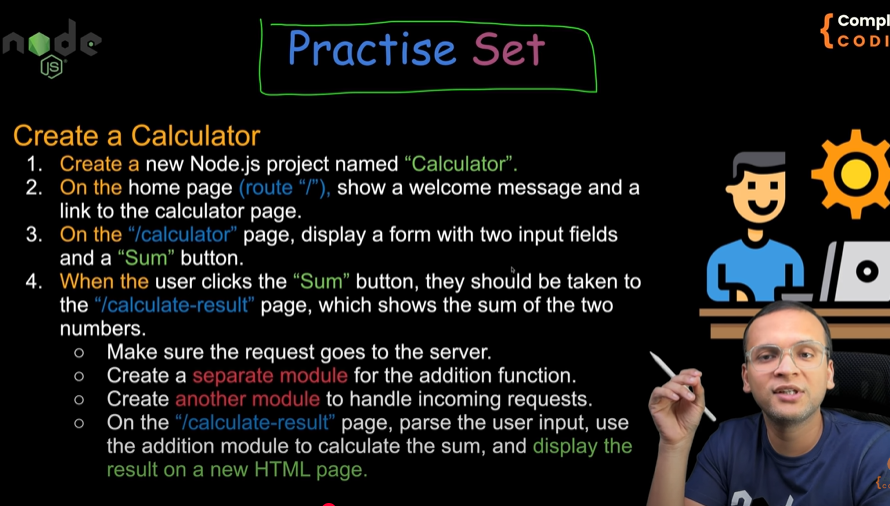 node
JS
Practise Set
Compl
CODI
Create a Calculator
1. Create a new Node.js project named “Calculator”.
2. On the home page (route “/”), show a welcome message and a
link to the calculator page.
3. On the “/calculator” page, display a form with two input fields
and a “Sum” button.
4. When the user clicks the “Sum” button, they should be taken to
the “/calculate-result” page, which shows the sum of the two
numbers.
○ Make sure the request goes to the server.
○ Create a separate module for the addition function.
○ Create another module to handle incoming requests.
○ On the “/calculate-result” page, parse the user input, use
the addition module to calculate the sum, and display the
result on a new HTML page.